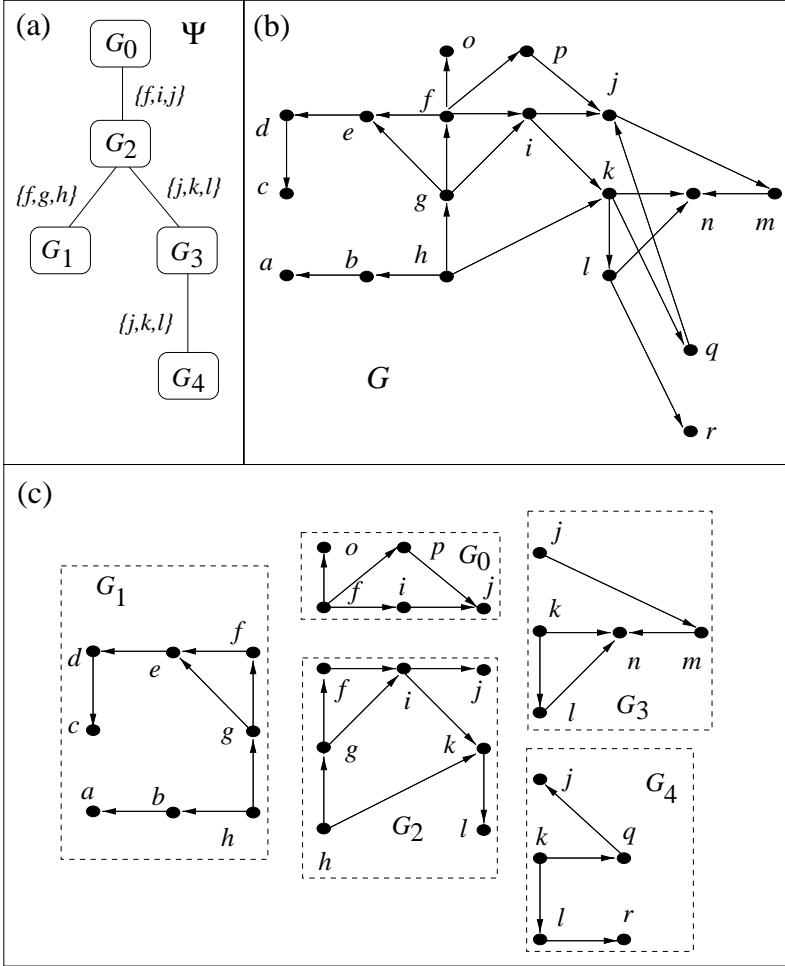 (a) Ψ
G0
{f,i,j}
G2
{f,g,h} {j,k,l}
G1 G3
{j,k,l}
G4
(b)
o p
d e f i j
c g k n m
a b h l
q
G
r
(c)
G1
d e f
c g
a b h
o p G0
f i j
f i j
g k
h G2 l
j
k n m
l G3
j G4
k q
l r